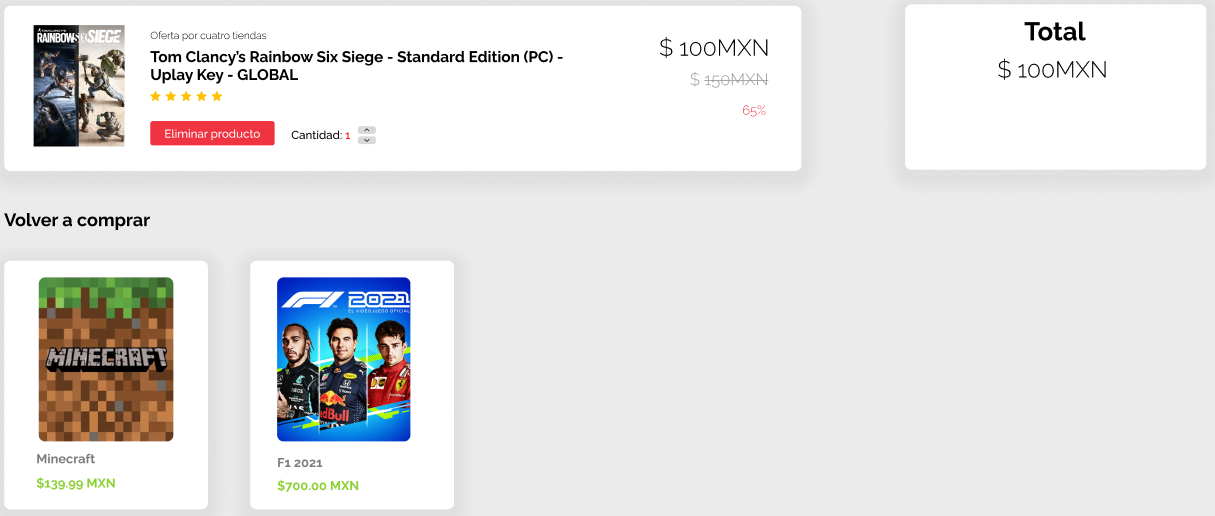 RAINBOW SIX SIEGE
Oferta por cuatro tiendas
Tom Clancy’s Rainbow Six Siege - Standard Edition (PC) -
Uplay Key - GLOBAL
Eliminar producto
Cantidad: 1
$ 100MXN
$ 150MXN
65%
Total
$ 100MXN
Volver a comprar
MINECRAFT
Minecraft
$139.99 MXN
F1 2021
EL VIDEOJUEGO OFICIAL
RedBull
F1 2021
$700.00 MXN